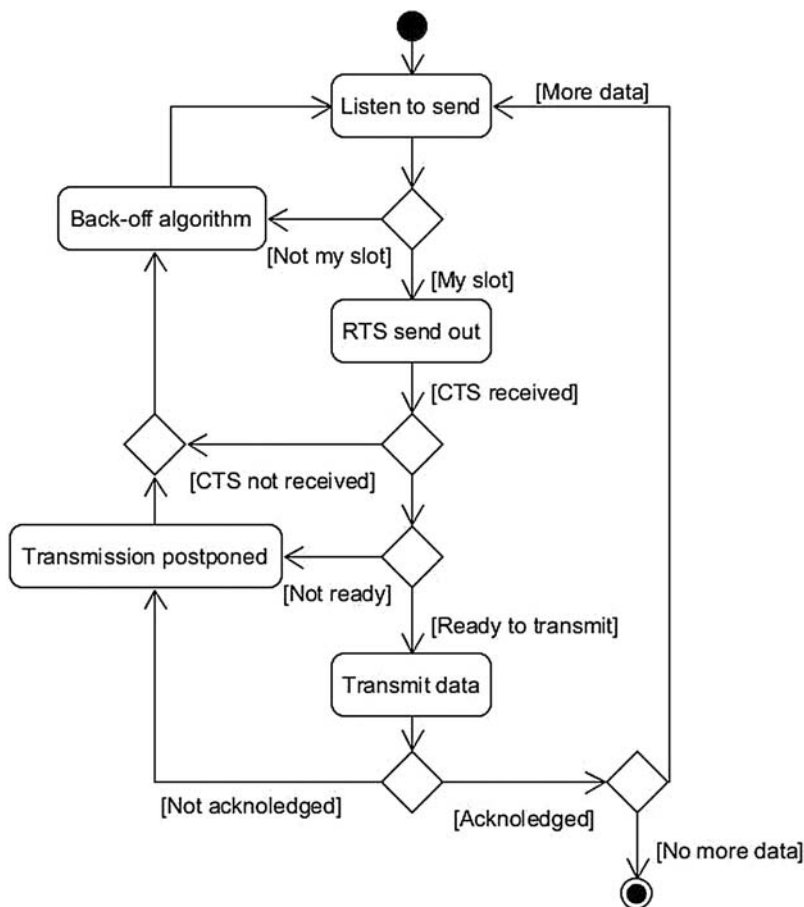 Listen to send
[More data]
Back-off algorithm
[Not my slot]
[My slot]
RTS send out
[CTS received]
[CTS not received]
Transmission postponed
[Not ready]
[Ready to transmit]
Transmit data
[Not acknoledged]
[Acknoledged]
[No more data]